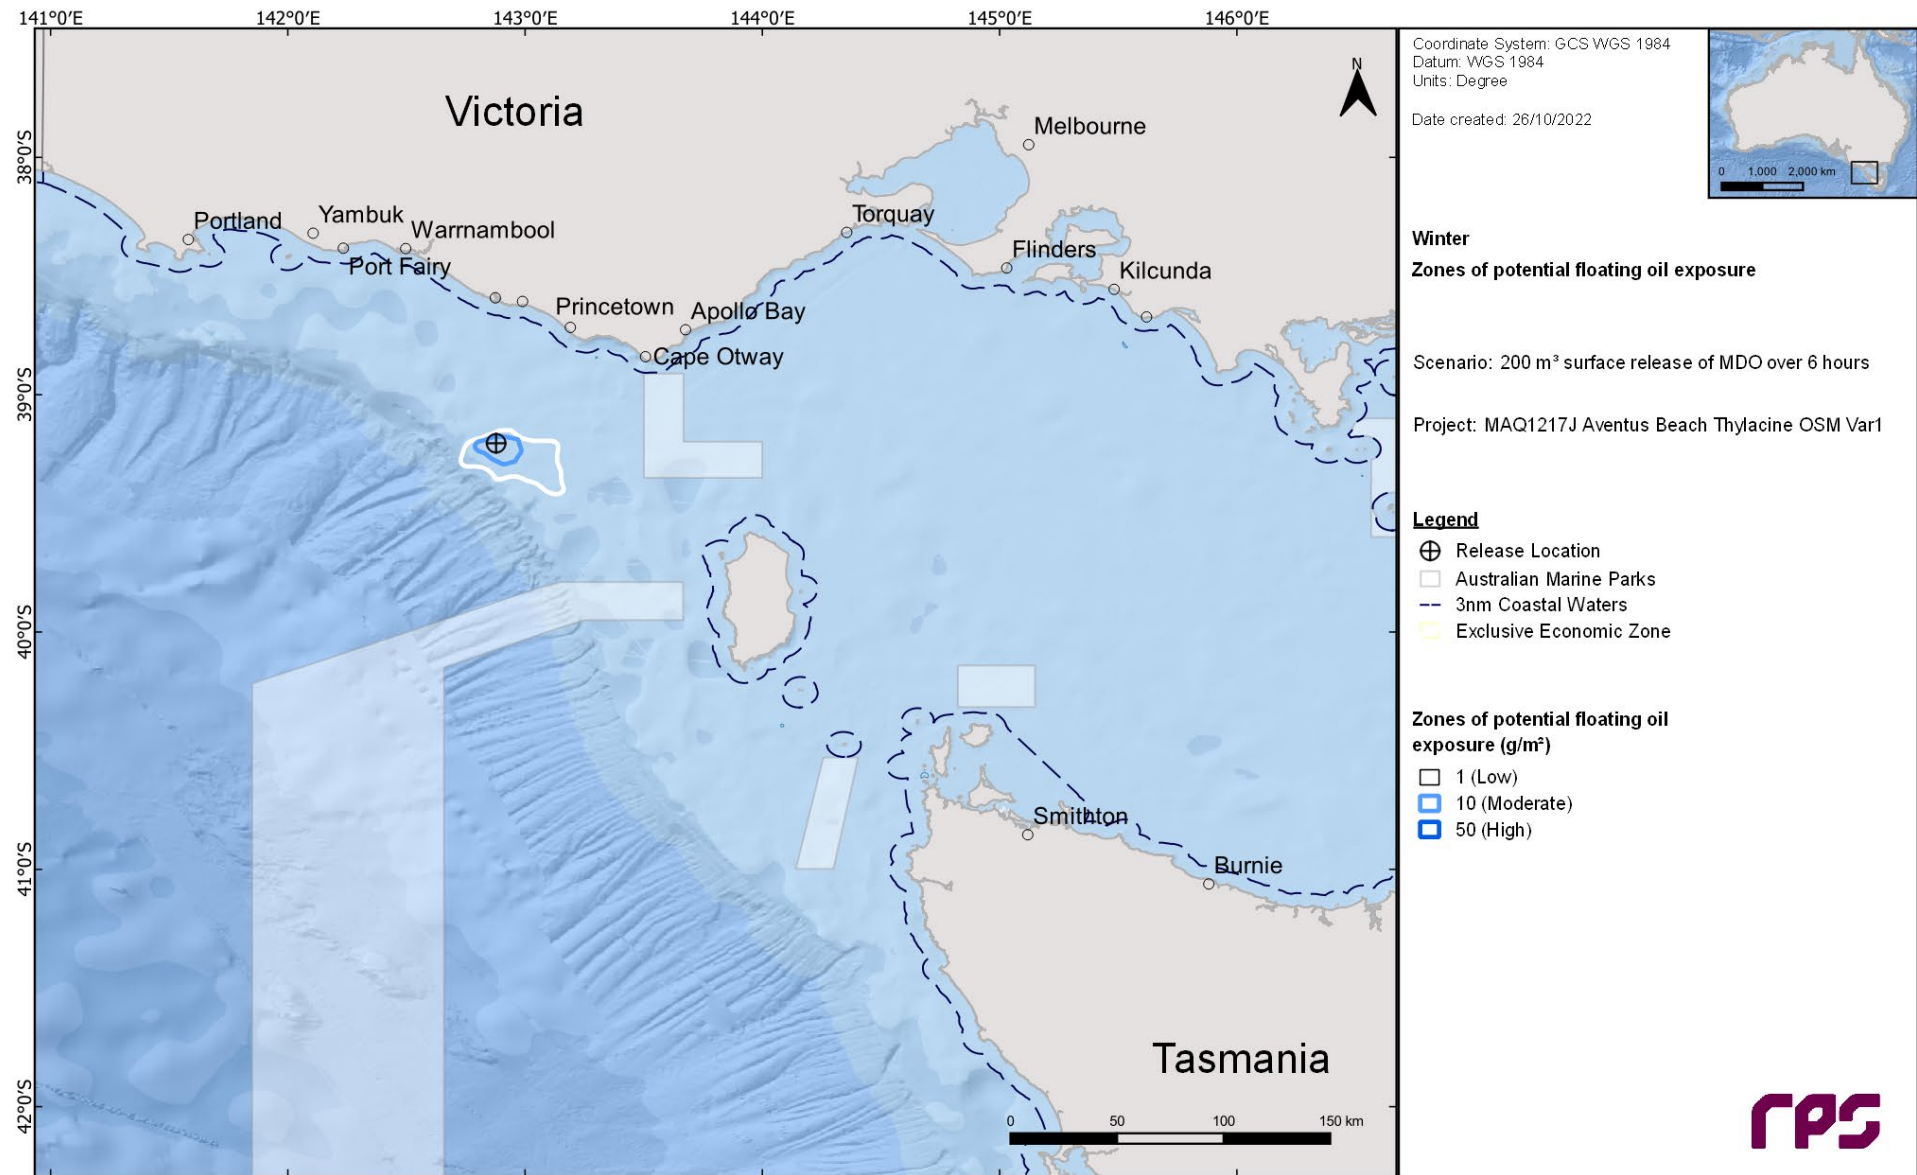 141°0'E 142°0'E 143°0'E 144°0'E 145°0'E 146°0'E
38°0'S
39°0'S
40°0'S
41°0'S
42°0'S
Victoria
N
Melbourne
Portland
Yambuk
Warrnambool
Port Fairy
Torquay
Flinders
Kilcunda
Princetown
Apollo Bay
Cape Otway
Smithton
Burnie
Tasmania
0 50 100 150 km
Coordinate System: GCS WGS 1984
Datum: WGS 1984
Units: Degree
Date created: 26/10/2022
0 1,000 2,000 km
Winter
Zones of potential floating oil exposure
Scenario: 200 m³ surface release of MDO over 6 hours
Project: MAQ1217J Aventus Beach Thylacine OSM Var1
Legend
Release Location
Australian Marine Parks
3nm Coastal Waters
Exclusive Economic Zone
Zones of potential floating oil
exposure (g/m²)
1 (Low)
10 (Moderate)
50 (High)
rps